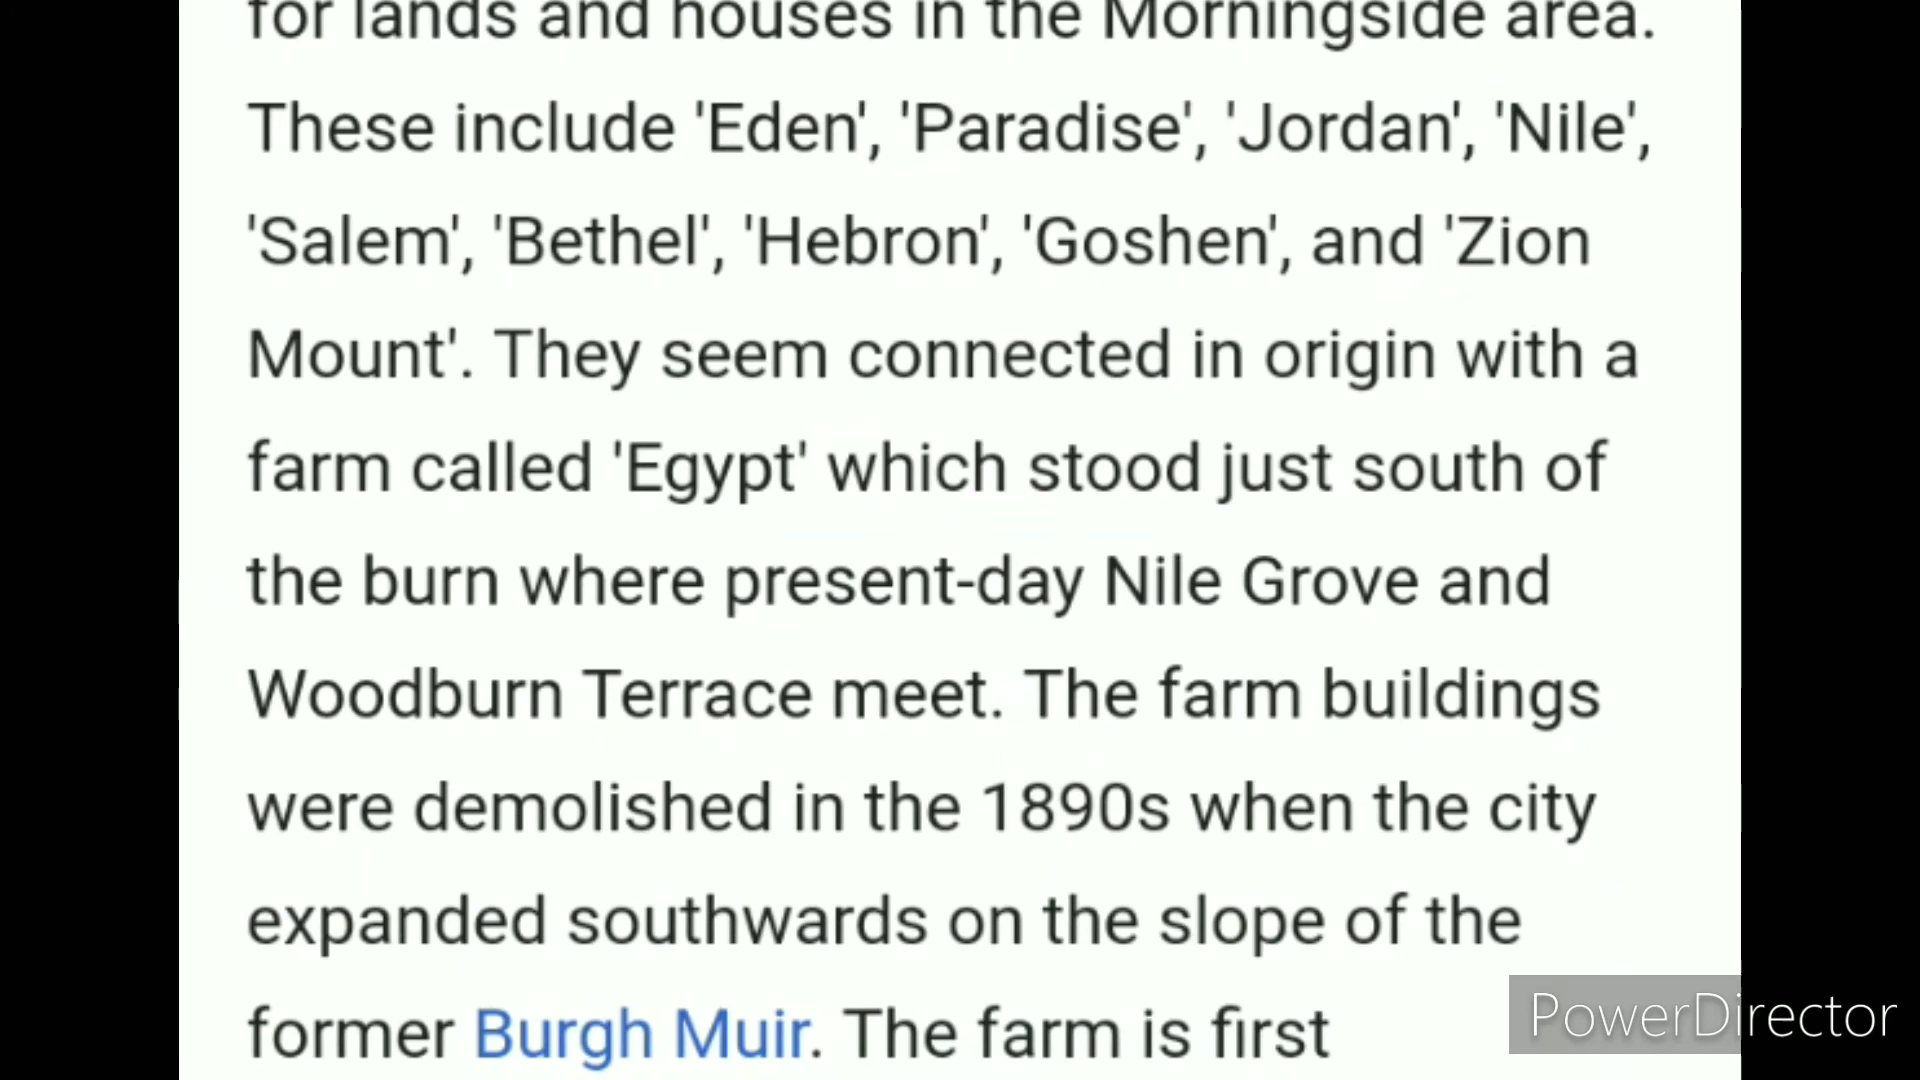 for lands and houses in the Morningside area.
These include 'Eden', 'Paradise', 'Jordan', 'Nile',
'Salem', 'Bethel', 'Hebron', 'Goshen', and 'Zion
Mount'. They seem connected in origin with a
farm called 'Egypt' which stood just south of
the burn where present-day Nile Grove and
Woodburn Terrace meet. The farm buildings
were demolished in the 1890s when the city
expanded southwards on the slope of the
former Burgh Muir. The farm is first
PowerDirector